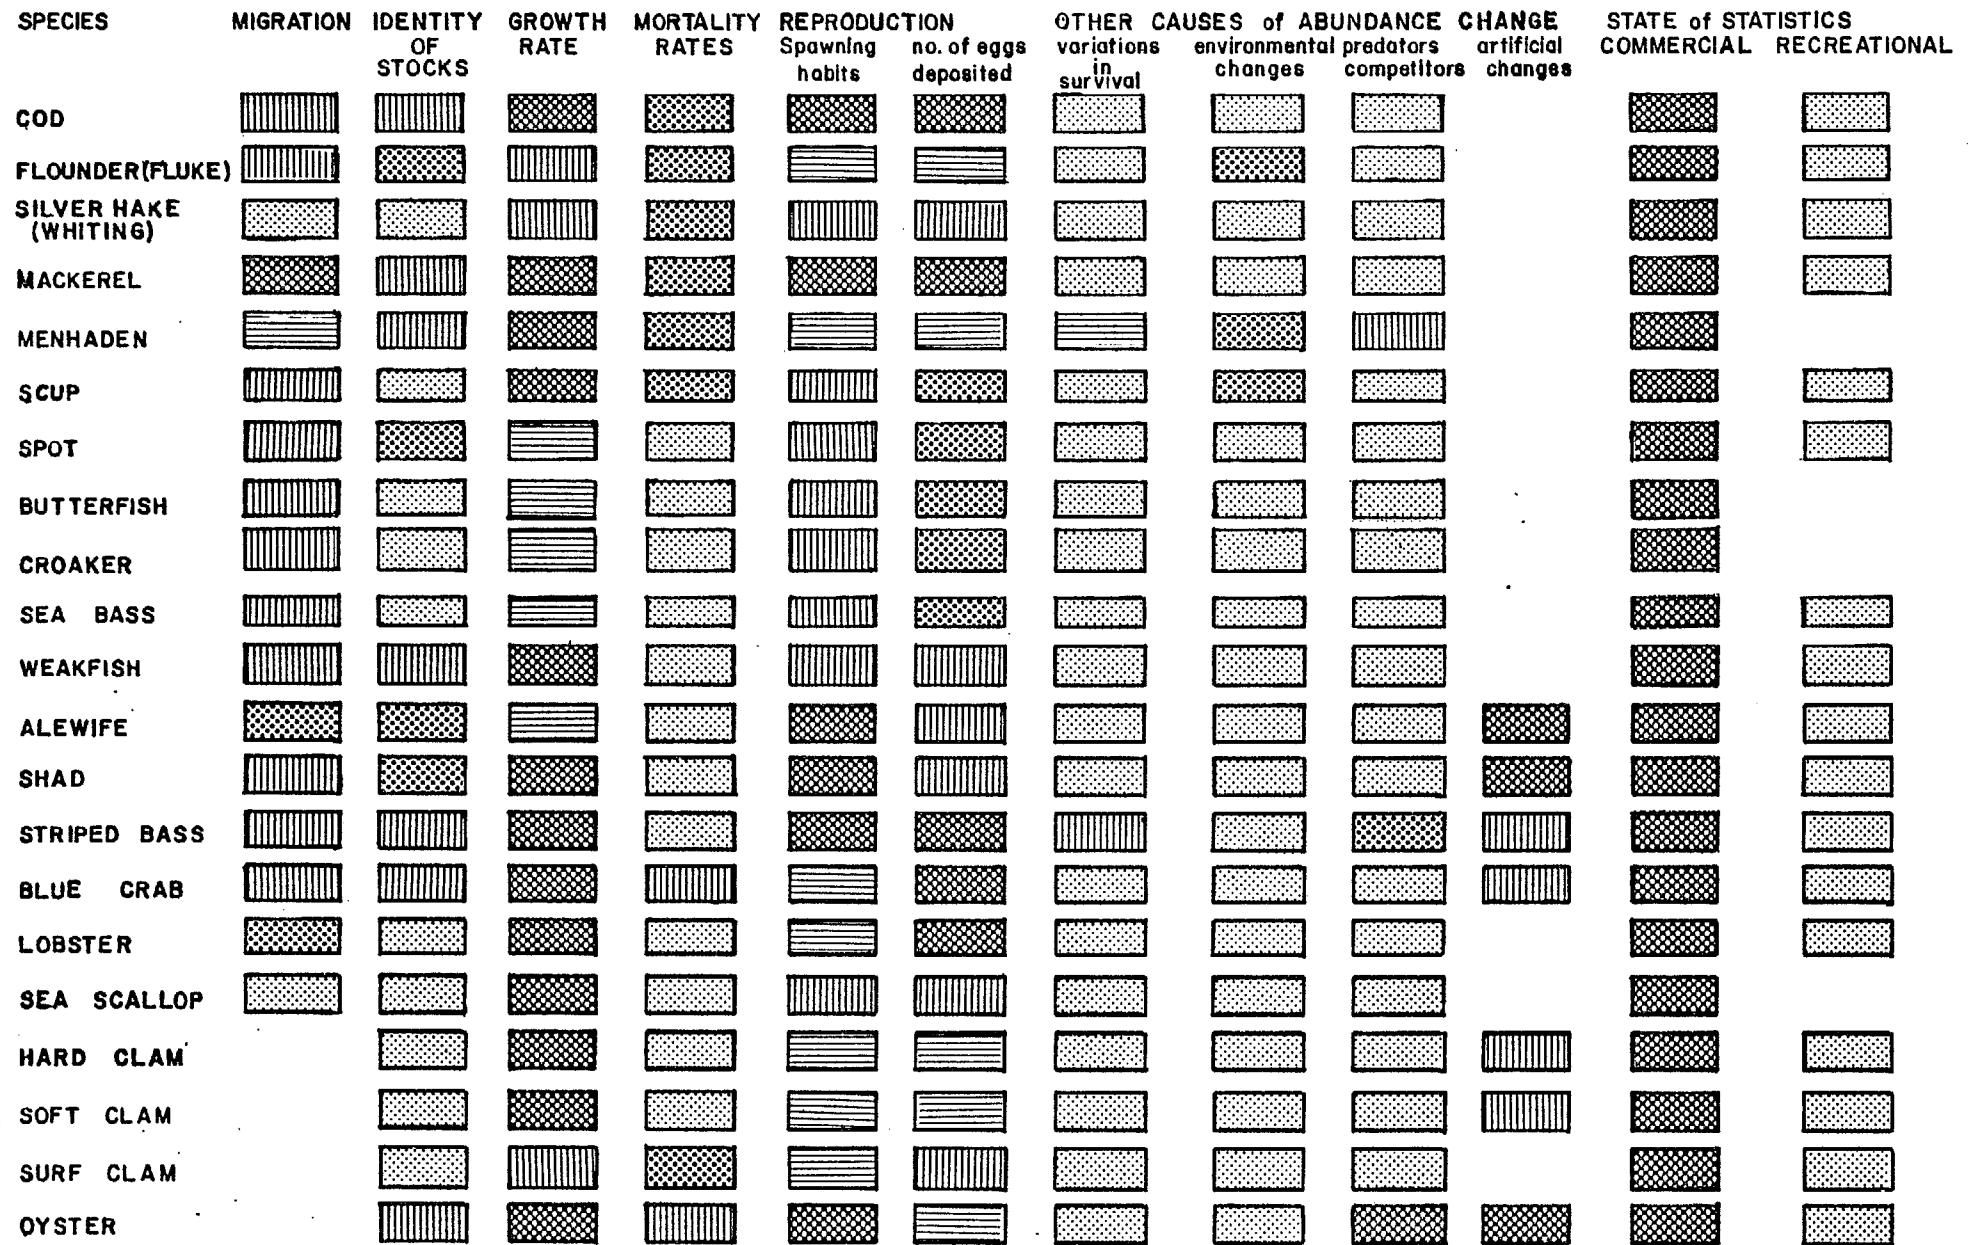 SPECIES MIGRATION IDENTITY GROWTH MORTALITY REPRODUCTION OTHER CAUSES of ABUNDANCE CHANGE STATE of STATISTICS
OF RATE RATES Spawning no. of eggs variations environmental predators artificial COMMERCIAL RECREATIONAL
STOCKS habits deposited in changes competitors changes
survival
COD
FLOUNDER(FLUKE)
SILVER HAKE
(WHITING)
MACKEREL
MENHADEN
SCUP
SPOT
BUTTERFISH
CROAKER
SEA BASS
WEAKFISH
ALEWIFE
SHAD
STRIPED BASS
BLUE CRAB
LOBSTER
SEA SCALLOP
HARD CLAM
SOFT CLAM
SURF CLAM
OYSTER